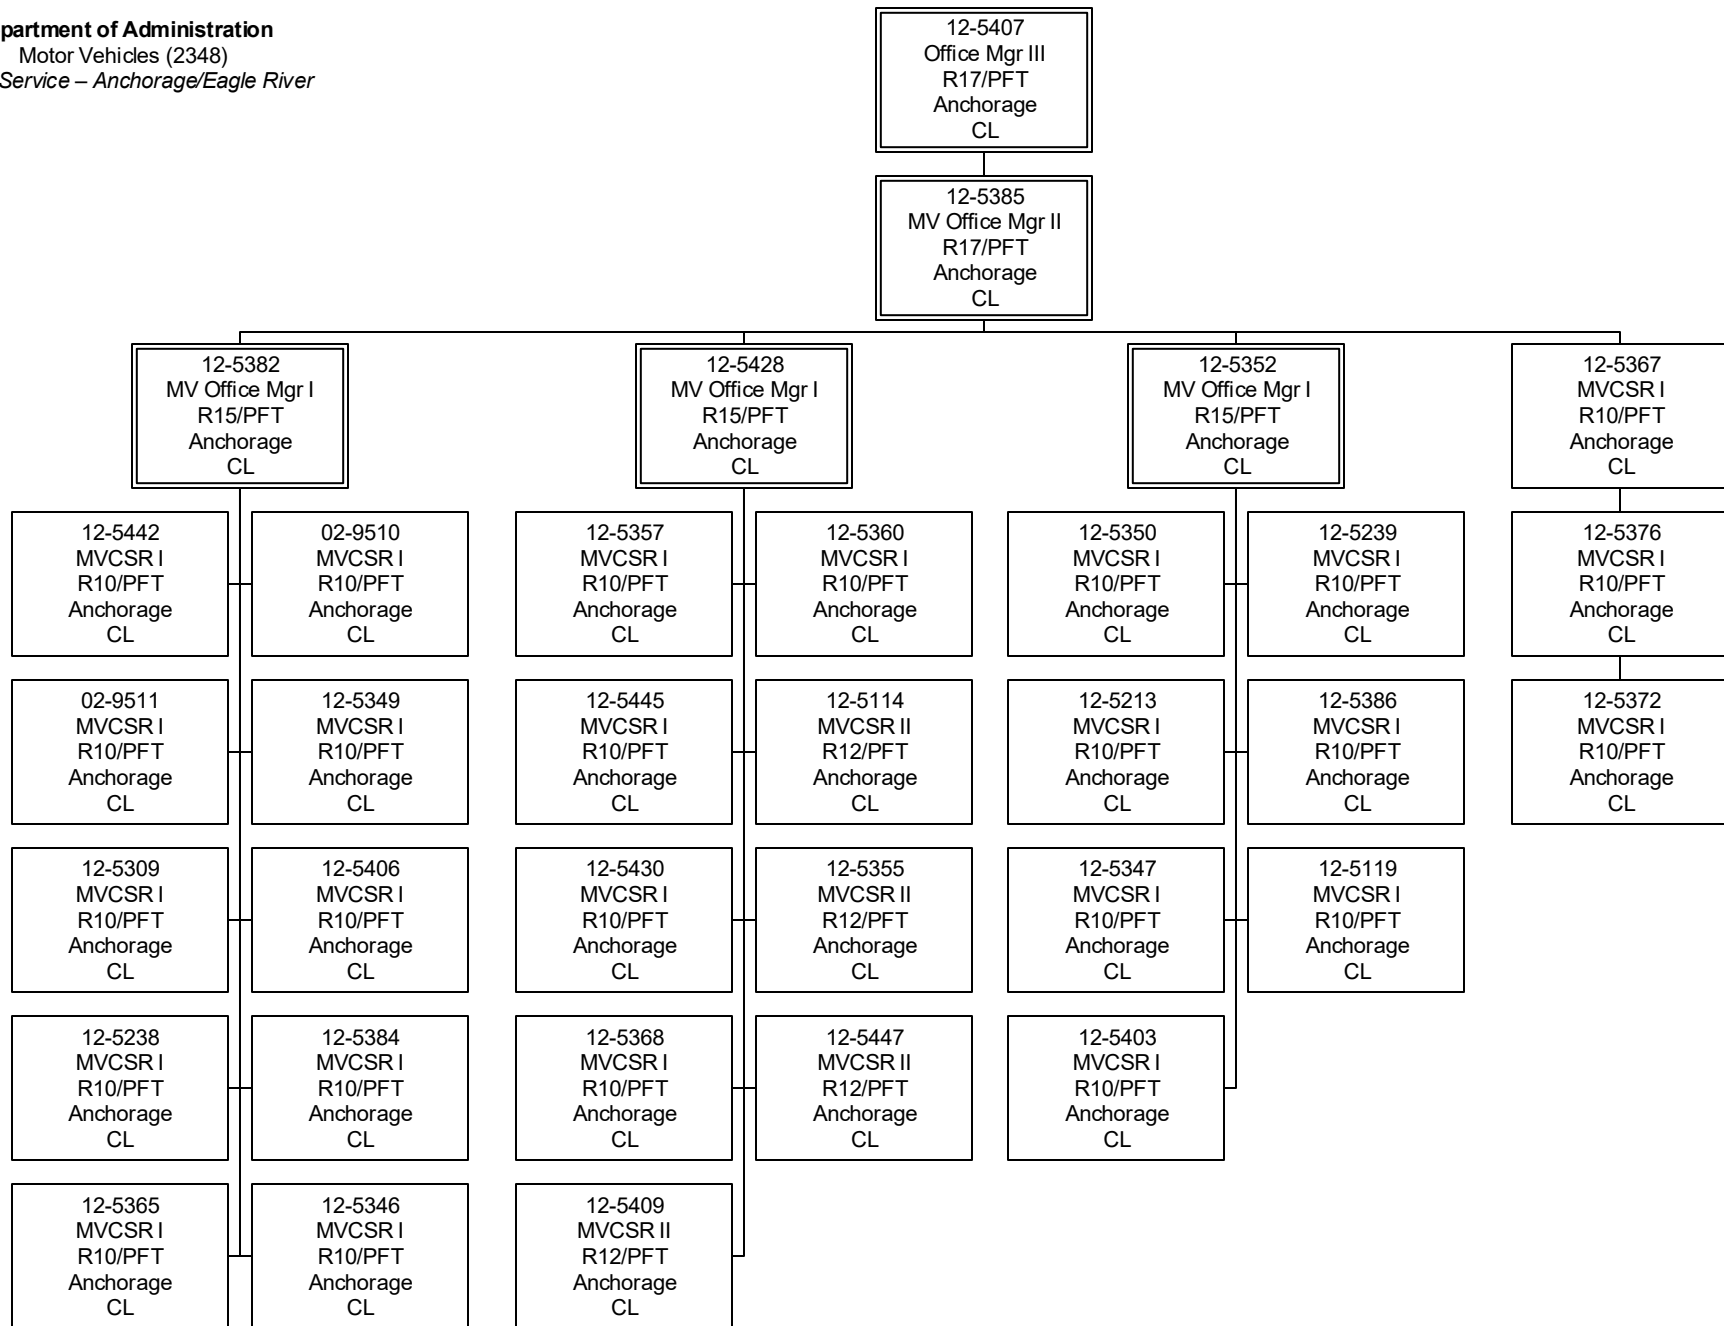 partment of Administration
Motor Vehicles (2348)
Service – Anchorage/Eagle River
12-5407
Office Mgr III
R17/PFT
Anchorage
CL
12-5385
MV Office Mgr II
R17/PFT
Anchorage
CL
12-5382
MV Office Mgr I
R15/PFT
Anchorage
CL
12-5428
MV Office Mgr I
R15/PFT
Anchorage
CL
12-5352
MV Office Mgr I
R15/PFT
Anchorage
CL
12-5367
MVCSR I
R10/PFT
Anchorage
CL
12-5442
MVCSR I
R10/PFT
Anchorage
CL
02-9510
MVCSR I
R10/PFT
Anchorage
CL
12-5357
MVCSR I
R10/PFT
Anchorage
CL
12-5360
MVCSR I
R10/PFT
Anchorage
CL
12-5350
MVCSR I
R10/PFT
Anchorage
CL
12-5239
MVCSR I
R10/PFT
Anchorage
CL
12-5376
MVCSR I
R10/PFT
Anchorage
CL
02-9511
MVCSR I
R10/PFT
Anchorage
CL
12-5349
MVCSR I
R10/PFT
Anchorage
CL
12-5445
MVCSR I
R10/PFT
Anchorage
CL
12-5114
MVCSR II
R12/PFT
Anchorage
CL
12-5213
MVCSR I
R10/PFT
Anchorage
CL
12-5386
MVCSR I
R10/PFT
Anchorage
CL
12-5372
MVCSR I
R10/PFT
Anchorage
CL
12-5309
MVCSR I
R10/PFT
Anchorage
CL
12-5406
MVCSR I
R10/PFT
Anchorage
CL
12-5430
MVCSR I
R10/PFT
Anchorage
CL
12-5355
MVCSR II
R12/PFT
Anchorage
CL
12-5347
MVCSR I
R10/PFT
Anchorage
CL
12-5119
MVCSR I
R10/PFT
Anchorage
CL
12-5238
MVCSR I
R10/PFT
Anchorage
CL
12-5384
MVCSR I
R10/PFT
Anchorage
CL
12-5368
MVCSR I
R10/PFT
Anchorage
CL
12-5447
MVCSR II
R12/PFT
Anchorage
CL
12-5403
MVCSR I
R10/PFT
Anchorage
CL
12-5365
MVCSR I
R10/PFT
Anchorage
CL
12-5346
MVCSR I
R10/PFT
Anchorage
CL
12-5409
MVCSR II
R12/PFT
Anchorage
CL